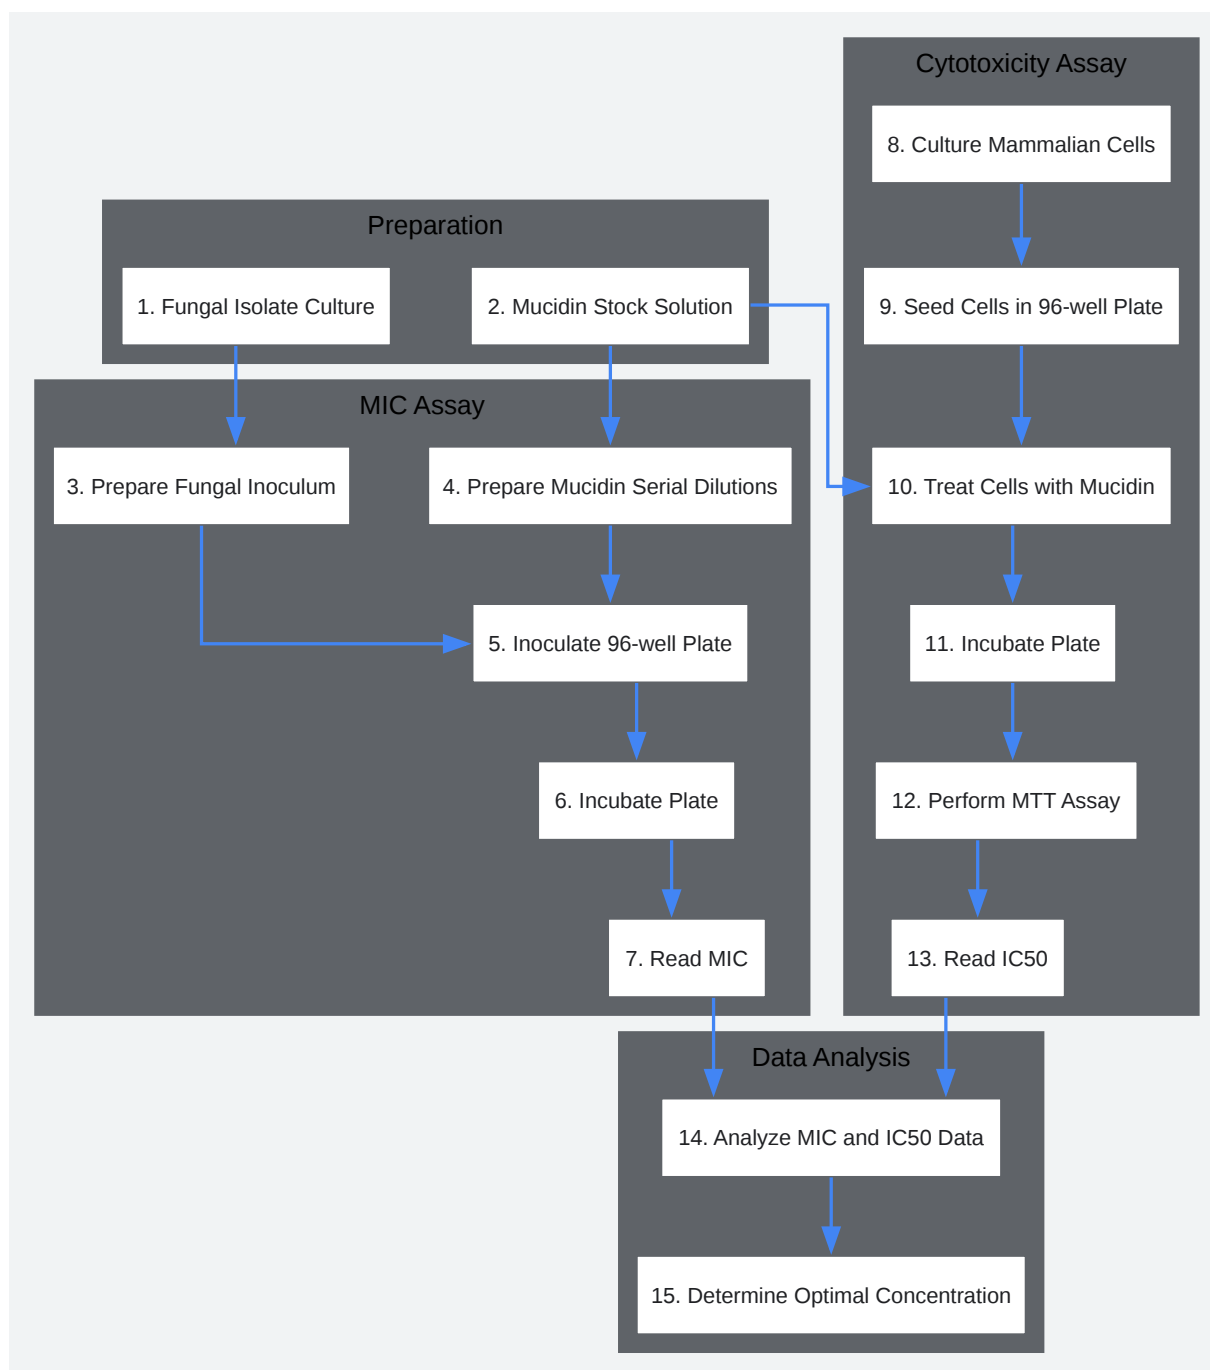 Preparation
1. Fungal Isolate Culture
2. Mucidin Stock Solution
MIC Assay
3. Prepare Fungal Inoculum
4. Prepare Mucidin Serial Dilutions
5. Inoculate 96-well Plate
6. Incubate Plate
7. Read MIC
Cytotoxicity Assay
8. Culture Mammalian Cells
9. Seed Cells in 96-well Plate
10. Treat Cells with Mucidin
11. Incubate Plate
12. Perform MTT Assay
13. Read IC50
Data Analysis
14. Analyze MIC and IC50 Data
15. Determine Optimal Concentration